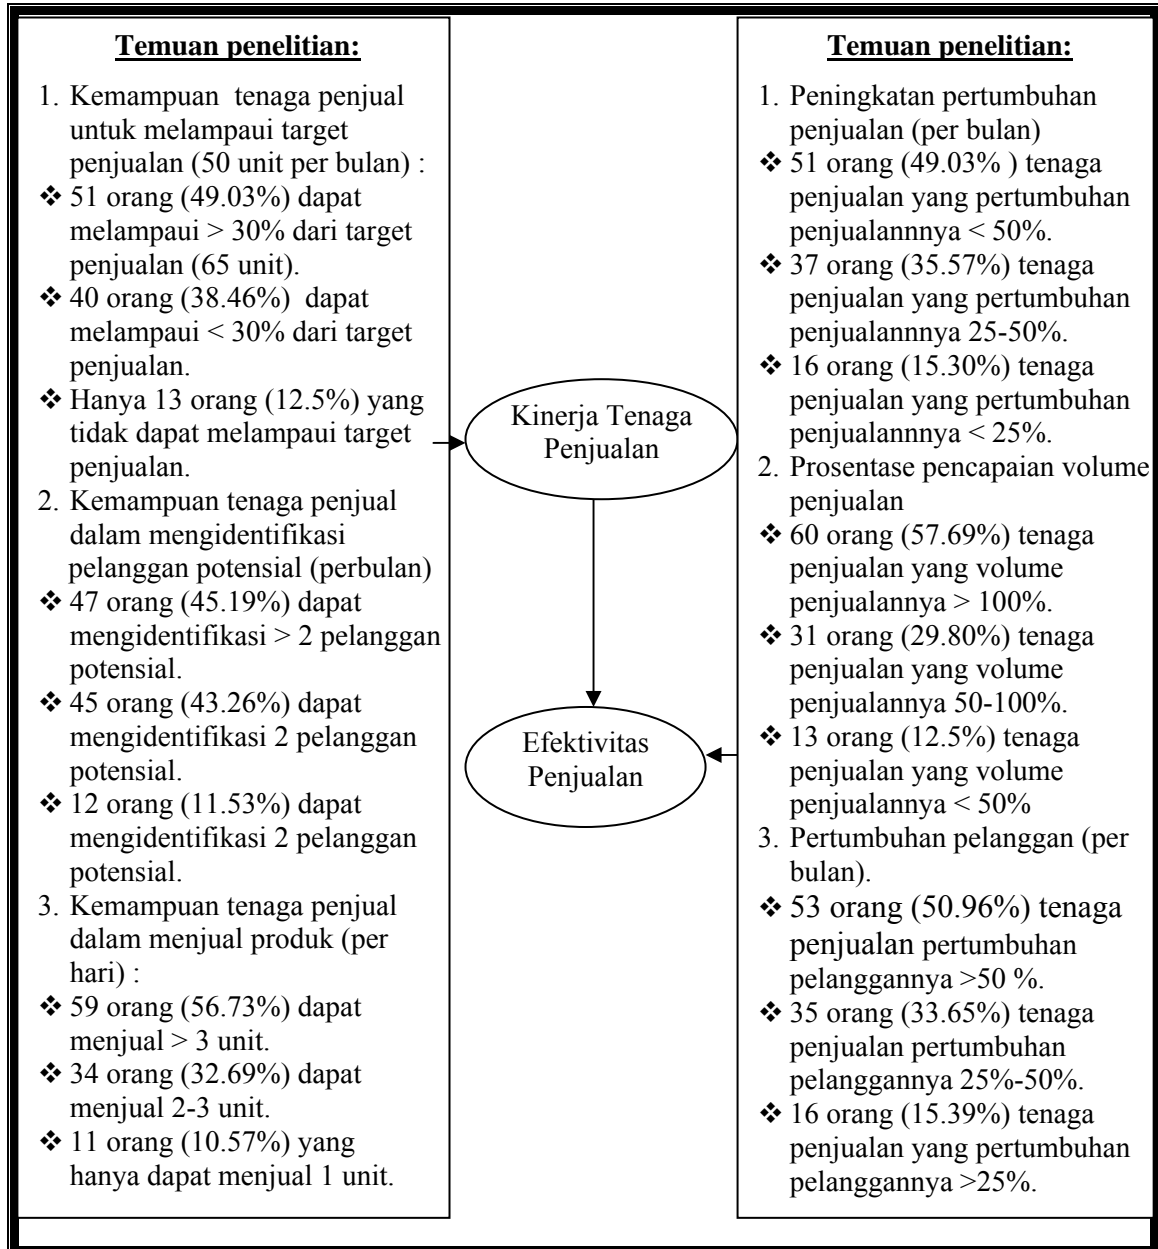 Temuan penelitian:
1. Kemampuan tenaga penjual
untuk melampaui target
penjualan (50 unit per bulan) :
❖ 51 orang (49.03%) dapat
melampaui > 30% dari target
penjualan (65 unit).
❖ 40 orang (38.46%) dapat
melampaui < 30% dari target
penjualan.
❖ Hanya 13 orang (12.5%) yang
tidak dapat melampaui target
penjualan.
2. Kemampuan tenaga penjual
dalam mengidentifikasi
pelanggan potensial (perbulan)
❖ 47 orang (45.19%) dapat
mengidentifikasi > 2 pelanggan
potensial.
❖ 45 orang (43.26%) dapat
mengidentifikasi 2 pelanggan
potensial.
❖ 12 orang (11.53%) dapat
mengidentifikasi 2 pelanggan
potensial.
3. Kemampuan tenaga penjual
dalam menjual produk (per
hari) :
❖ 59 orang (56.73%) dapat
menjual > 3 unit.
❖ 34 orang (32.69%) dapat
menjual 2-3 unit.
❖ 11 orang (10.57%) yang
hanya dapat menjual 1 unit.
Kinerja Tenaga
Penjualan
Efektivitas
Penjualan
Temuan penelitian:
1. Peningkatan pertumbuhan
penjualan (per bulan)
❖ 51 orang (49.03% ) tenaga
penjualan yang pertumbuhan
penjualannnya < 50%.
❖ 37 orang (35.57%) tenaga
penjualan yang pertumbuhan
penjualannnya 25-50%.
❖ 16 orang (15.30%) tenaga
penjualan yang pertumbuhan
penjualannnya < 25%.
2. Prosentase pencapaian volume
penjualan
❖ 60 orang (57.69%) tenaga
penjualan yang volume
penjualannya > 100%.
❖ 31 orang (29.80%) tenaga
penjualan yang volume
penjualannya 50-100%.
❖ 13 orang (12.5%) tenaga
penjualan yang volume
penjualannya < 50%
3. Pertumbuhan pelanggan (per
bulan).
❖ 53 orang (50.96%) tenaga
penjualan pertumbuhan
pelanggannya >50 %.
❖ 35 orang (33.65%) tenaga
penjualan pertumbuhan
pelanggannya 25%-50%.
❖ 16 orang (15.39%) tenaga
penjualan yang pertumbuhan
pelanggannya >25%.